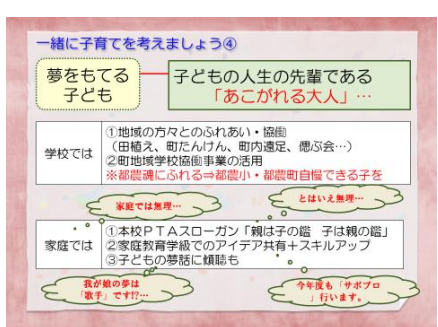 一緒に子育てを考えましょう④
夢をもてる
子ども
子どもの人生の先輩である
「あこがれる大人」…
学校では
①地域の方々とのふれあい・協働
（田植え、町たんけん、町内遠足、偲ぶ会…）
②町地域学校協働事業の活用
※都農魂にふれる⇒都農小・都農町自慢できる子を
家庭では無理…
とはいえ無理…
家庭では
①本校ＰＴＡスローガン「親は子の鑑　子は親の鑑」
②家庭教育学級でのアイデア共有＋スキルアップ
③子どもの夢話に傾聴も
我が娘の夢は
「歌手」です!?…
今年度も「サポプロ
」行います。